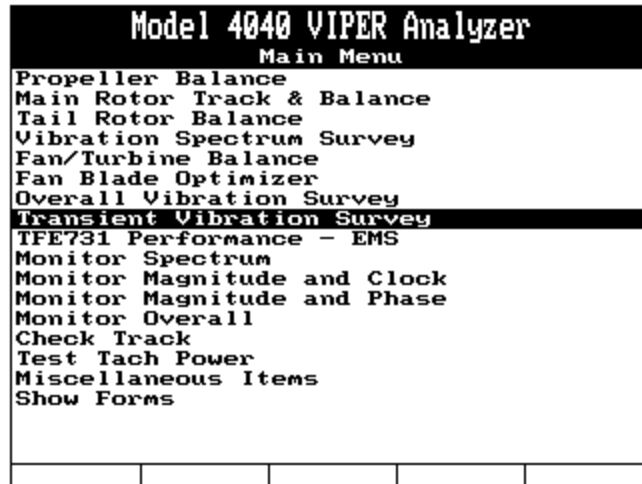 Model 4040 VIPER Analyzer
Main Menu
Propeller Balance
Main Rotor Track & Balance
Tail Rotor Balance
Vibration Spectrum Survey
Fan/Turbine Balance
Fan Blade Optimizer
Overall Vibration Survey
Transient Vibration Survey
TFE731 Performance – EMS
Monitor Spectrum
Monitor Magnitude and Clock
Monitor Magnitude and Phase
Monitor Overall
Check Track
Test Tach Power
Miscellaneous Items
Show Forms